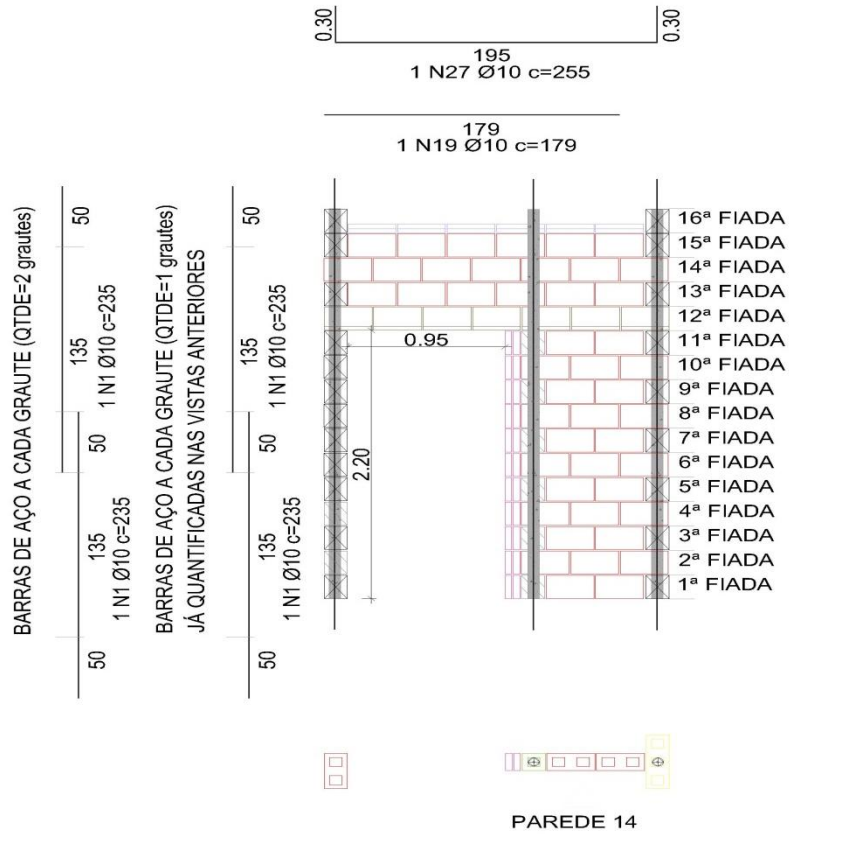 0.30
0.30
195
1 N27 Ø10 c=255
179
1 N19 Ø10 c=179
BARRAS DE AÇO A CADA GRAUTE (QTDE=2 grautes)
50
135
1 N1 Ø10 c=235
50
135
1 N1 Ø10 c=235
50
BARRAS DE AÇO A CADA GRAUTE (QTDE=1 grautes)
JÁ QUANTIFICADAS NAS VISTAS ANTERIORES
50
135
1 N1 Ø10 c=235
50
135
1 N1 Ø10 c=235
50
0.95
2.20
16ª FIADA
15ª FIADA
14ª FIADA
13ª FIADA
12ª FIADA
11ª FIADA
10ª FIADA
9ª FIADA
8ª FIADA
7ª FIADA
6ª FIADA
5ª FIADA
4ª FIADA
3ª FIADA
2ª FIADA
1ª FIADA
PAREDE 14